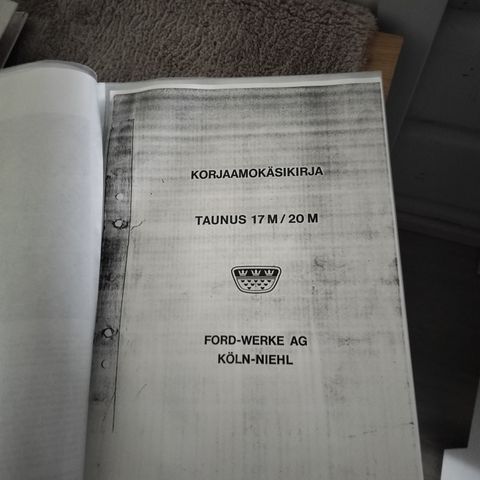 KORJAAMOKÄSIKIRJA
TAUNUS 17 M / 20 M
FORD-WERKE AG
KÖLN-NIEHL